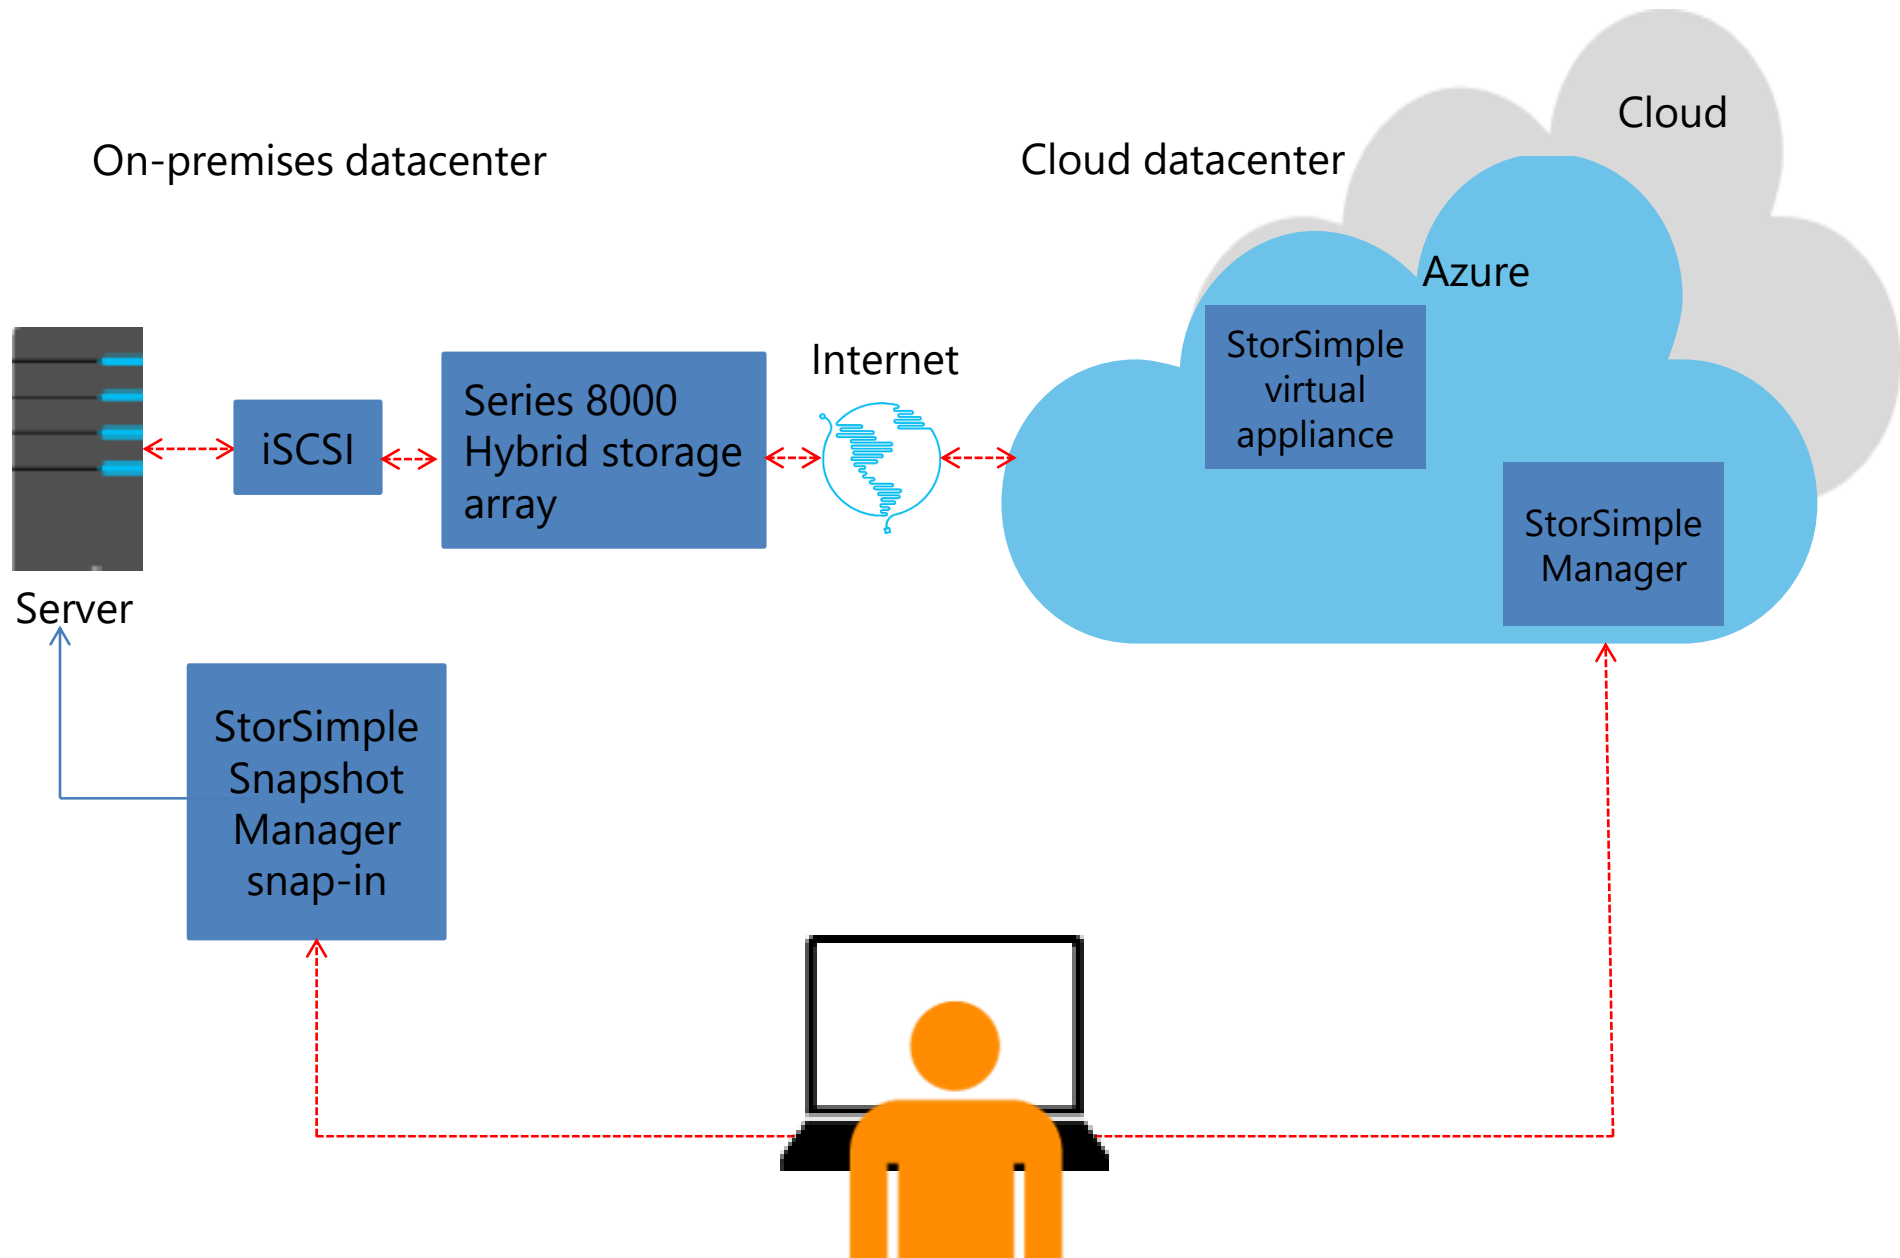 On-premises datacenter
Cloud datacenter
Cloud
Azure
Server
iSCSI
Series 8000
Hybrid storage
array
Internet
StorSimple
virtual
appliance
StorSimple
Manager
StorSimple
Snapshot
Manager
snap-in